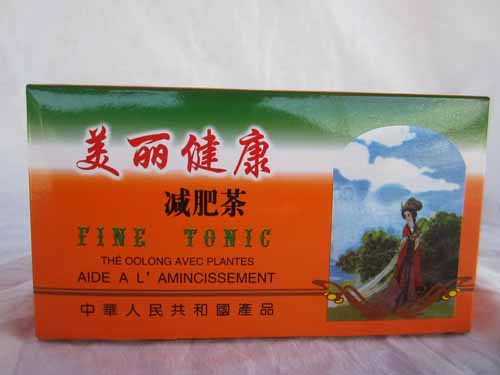 美丽健康
减肥茶
FINE TONIC
THÉ OOLONG AVEC PLANTES
AIDE A L' AMINCISSEMENT
中華人民共和國產品